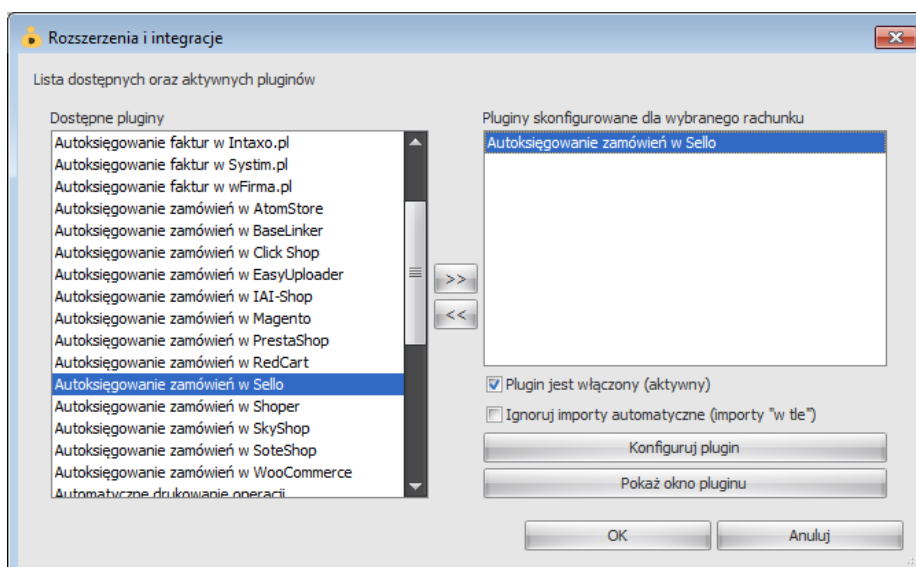 Rozszerzenia i integracje
Lista dostępnych oraz aktywnych pluginów
Dostępne pluginy
Autoksięgowanie faktur w Intaxo.pl
Autoksięgowanie faktur w Systim.pl
Autoksięgowanie faktur w wFirma.pl
Autoksięgowanie zamówień w AtomStore
Autoksięgowanie zamówień w BaseLinker
Autoksięgowanie zamówień w Click Shop
Autoksięgowanie zamówień w EasyUploader
Autoksięgowanie zamówień w IAI-Shop
Autoksięgowanie zamówień w Magento
Autoksięgowanie zamówień w PrestaShop
Autoksięgowanie zamówień w RedCart
Autoksięgowanie zamówień w Sello
Autoksięgowanie zamówień w Shoper
Autoksięgowanie zamówień w SkyShop
Autoksięgowanie zamówień w SoteShop
Autoksięgowanie zamówień w WooCommerce
Automatyczne drukowanie operacji
>>
<<
Pluginy skonfigurowane dla wybranego rachunku
Autoksięgowanie zamówień w Sello
Plugin jest włączony (aktywny)
Ignoruj importy automatyczne (importy "w tle")
Konfiguruj plugin
Pokaż okno pluginu
OK
Anuluj